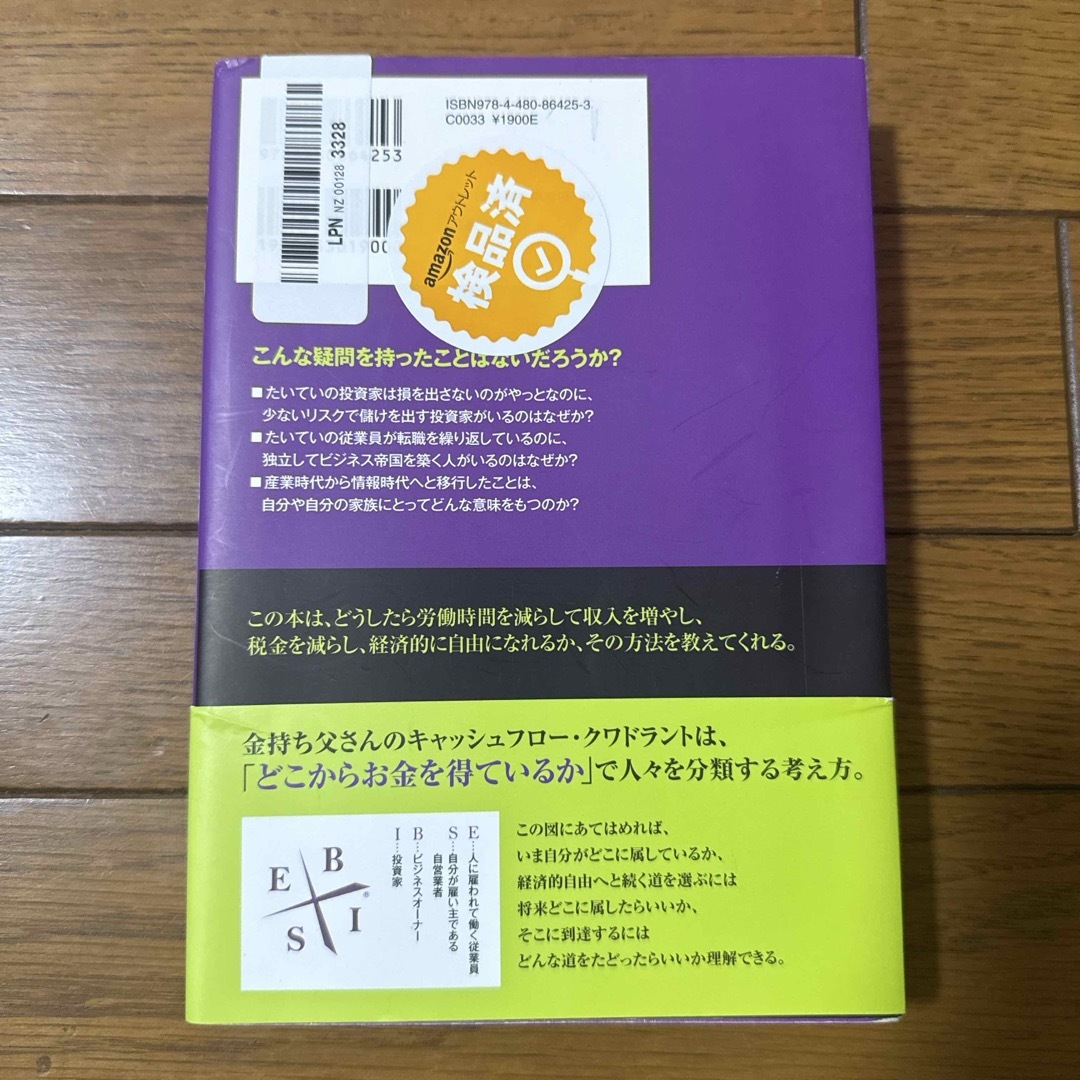 ISBN978-4-480-86425-3
C0033 ¥1900E
LPN NZ 00128 3328
amazonアウトレット
検品済
こんな疑問を持ったことはないだろうか?
■たいていの投資家は損を出さないのがやっとなのに、
少ないリスクで儲けを出す投資家がいるのはなぜか?
■たいていの従業員が転職を繰り返しているのに、
独立してビジネス帝国を築く人がいるのはなぜか?
■産業時代から情報時代へと移行したことは、
自分や自分の家族にとってどんな意味をもつのか?
この本は、どうしたら労働時間を減らして収入を増やし、
税金を減らし、経済的に自由になれるか、その方法を教えてくれる。
金持ち父さんのキャッシュフロー・クワドラントは、
「どこからお金を得ているか」で人々を分類する考え方。
E B
S I®
E…人に雇われて働く従業員
S…自分が雇い主である
自営業者
B…ビジネスオーナー
I…投資家
この図にあてはめれば、
いま自分がどこに属しているか、
経済的自由へと続く道を選ぶには
将来どこに属したらいいか、
そこに到達するには
どんな道をたどったらいいか理解できる。